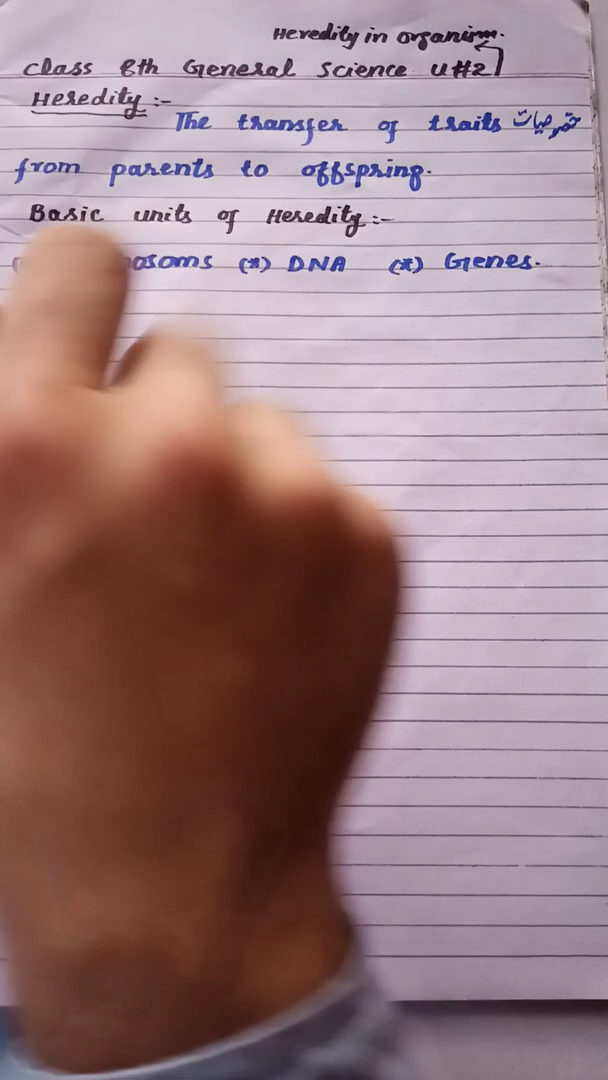 Heredity in organism.
Class 8th General Science U#2
Heredity :-
The transfer of traits خصوصیات
from parents to offspring.
Basic units of Heredity :-
(*) DNA (*) Genes.